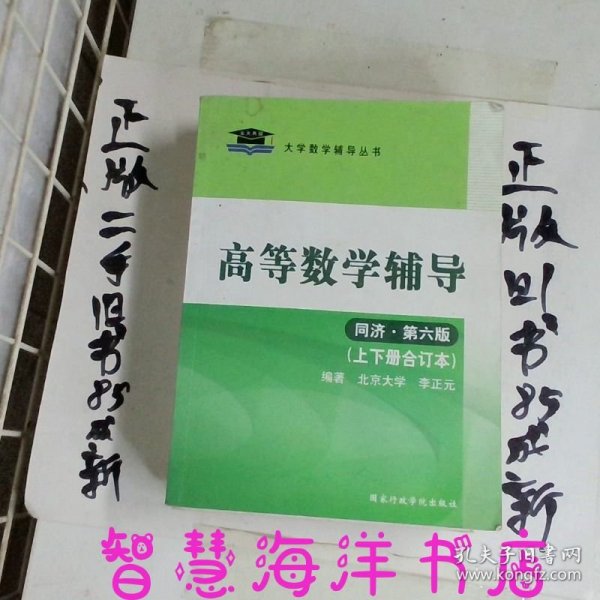 大学数学辅导丛书
高等数学辅导
同济·第六版
(上下册合订本)
编著 北京大学 李正元
国家行政学院出版社
正版二手旧书85成新
正版旧书85成新
智慧海洋书店
孔夫子旧书网
www.kongfz.com